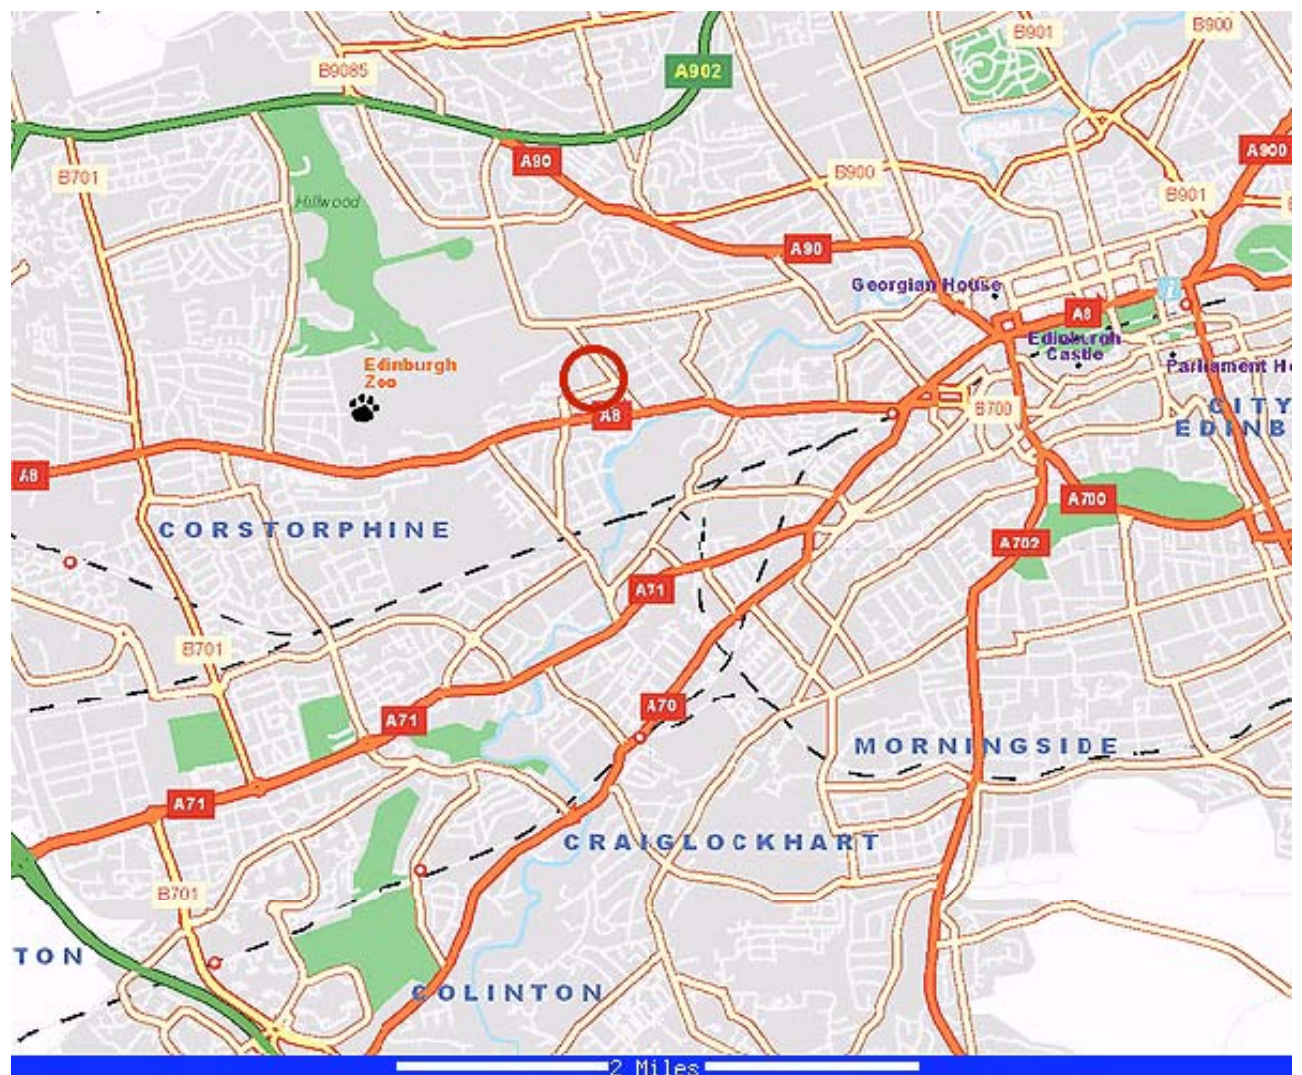 B901
B900
A902
B9085
A900
A90
B900
B701
B901
Hillwood
A90
Georgian House
A8
Edinburgh
Castle
Edinburgh
Zoo
A8
B700
CITY
EDINB
A8
A700
CORSTORPHINE
A702
A71
B701
A70
A71
MORNINGSIDE
A71
CRAIGLOCKHART
B701
TON
COLINTON
2 Miles